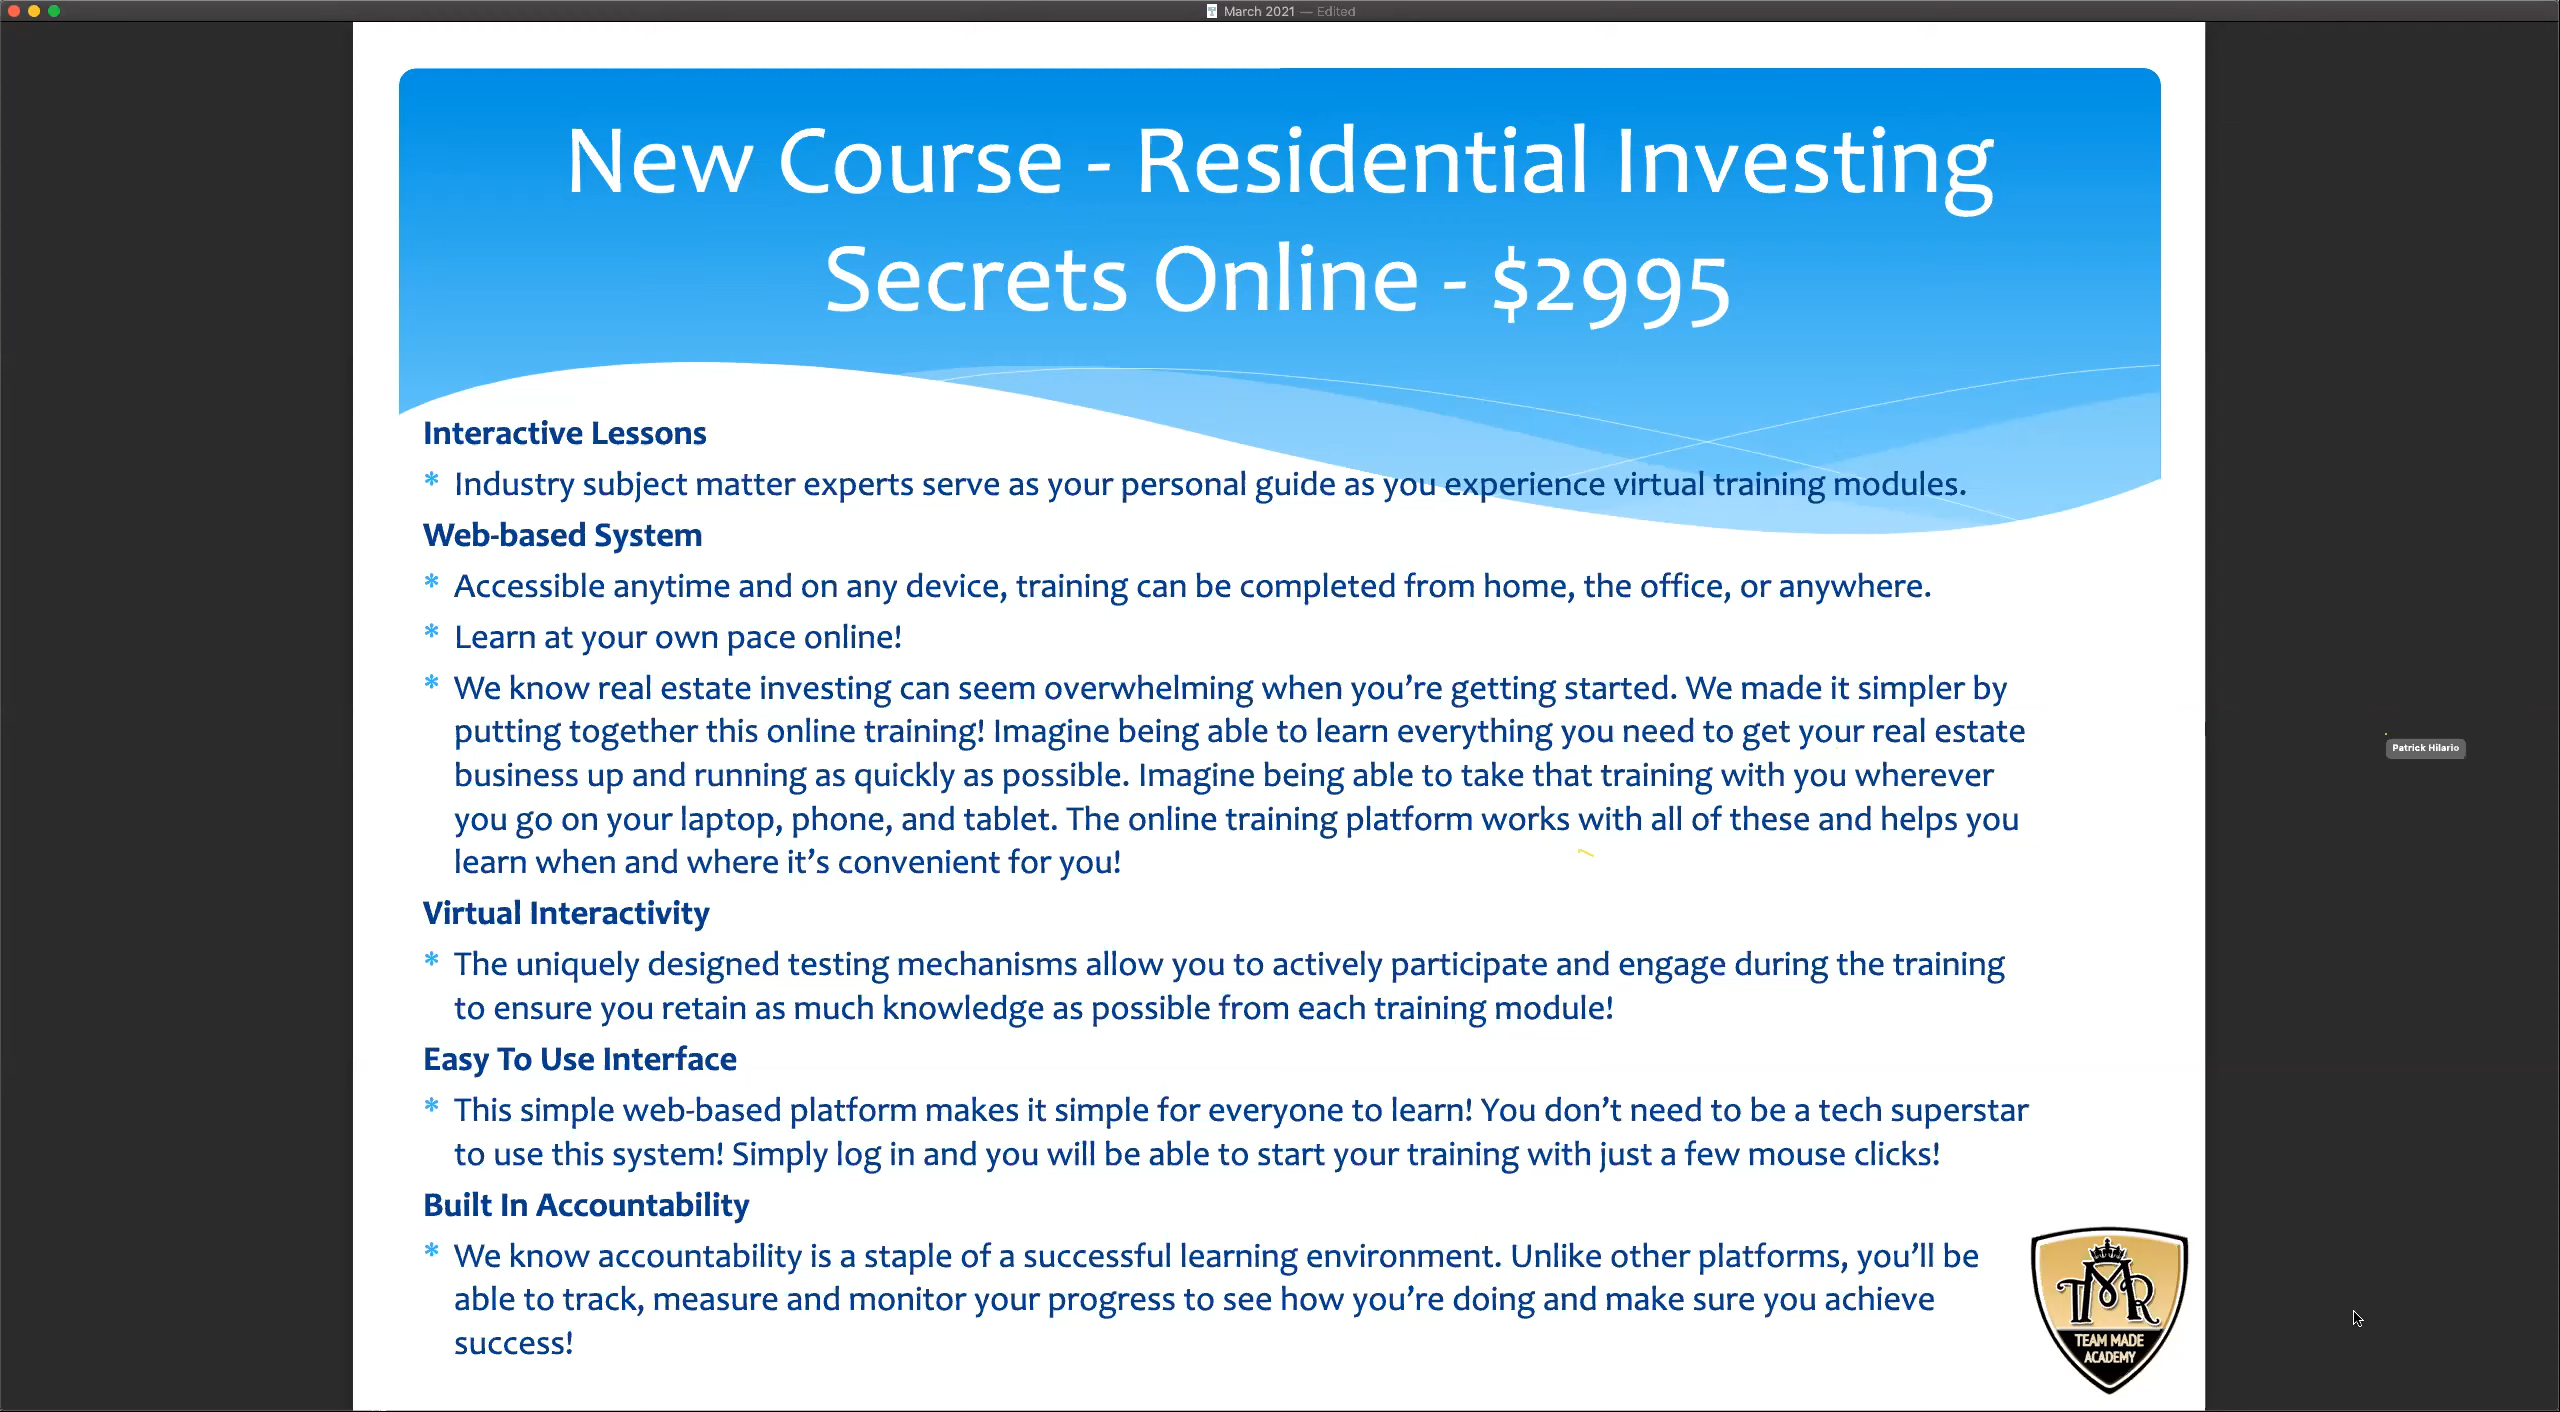 March 2021 — Edited
New Course - Residential Investing
Secrets Online - $2995
Interactive Lessons
* Industry subject matter experts serve as your personal guide as you experience virtual training modules.
Web-based System
* Accessible anytime and on any device, training can be completed from home, the office, or anywhere.
* Learn at your own pace online!
* We know real estate investing can seem overwhelming when you’re getting started. We made it simpler by
putting together this online training! Imagine being able to learn everything you need to get your real estate
business up and running as quickly as possible. Imagine being able to take that training with you wherever
you go on your laptop, phone, and tablet. The online training platform works with all of these and helps you
learn when and where it’s convenient for you!
Patrick Hilario
Virtual Interactivity
* The uniquely designed testing mechanisms allow you to actively participate and engage during the training
to ensure you retain as much knowledge as possible from each training module!
Easy To Use Interface
* This simple web-based platform makes it simple for everyone to learn! You don’t need to be a tech superstar
to use this system! Simply log in and you will be able to start your training with just a few mouse clicks!
Built In Accountability
* We know accountability is a staple of a successful learning environment. Unlike other platforms, you’ll be
able to track, measure and monitor your progress to see how you’re doing and make sure you achieve
success!
TMR
TEAM MADE
ACADEMY